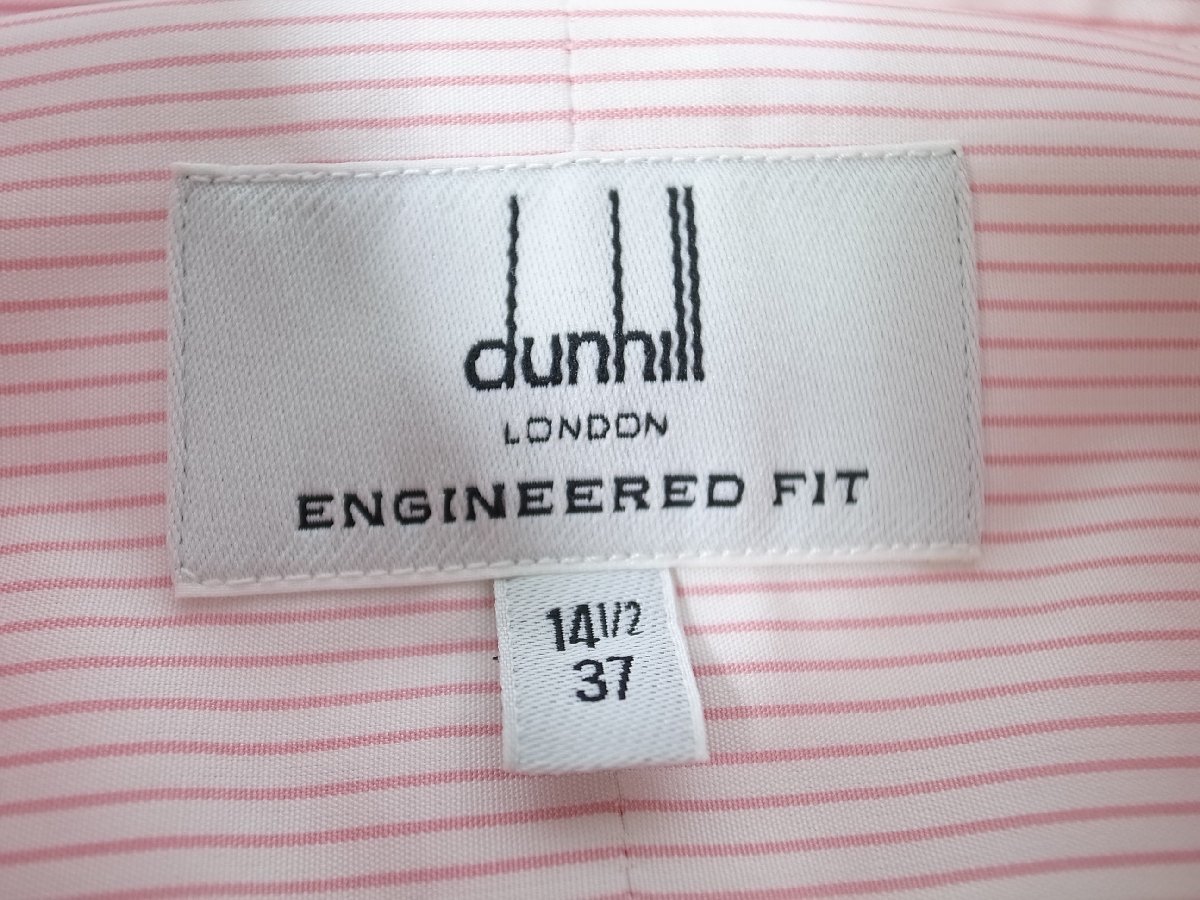 dunhill
LONDON
ENGINEERED FIT
14 1/2
37